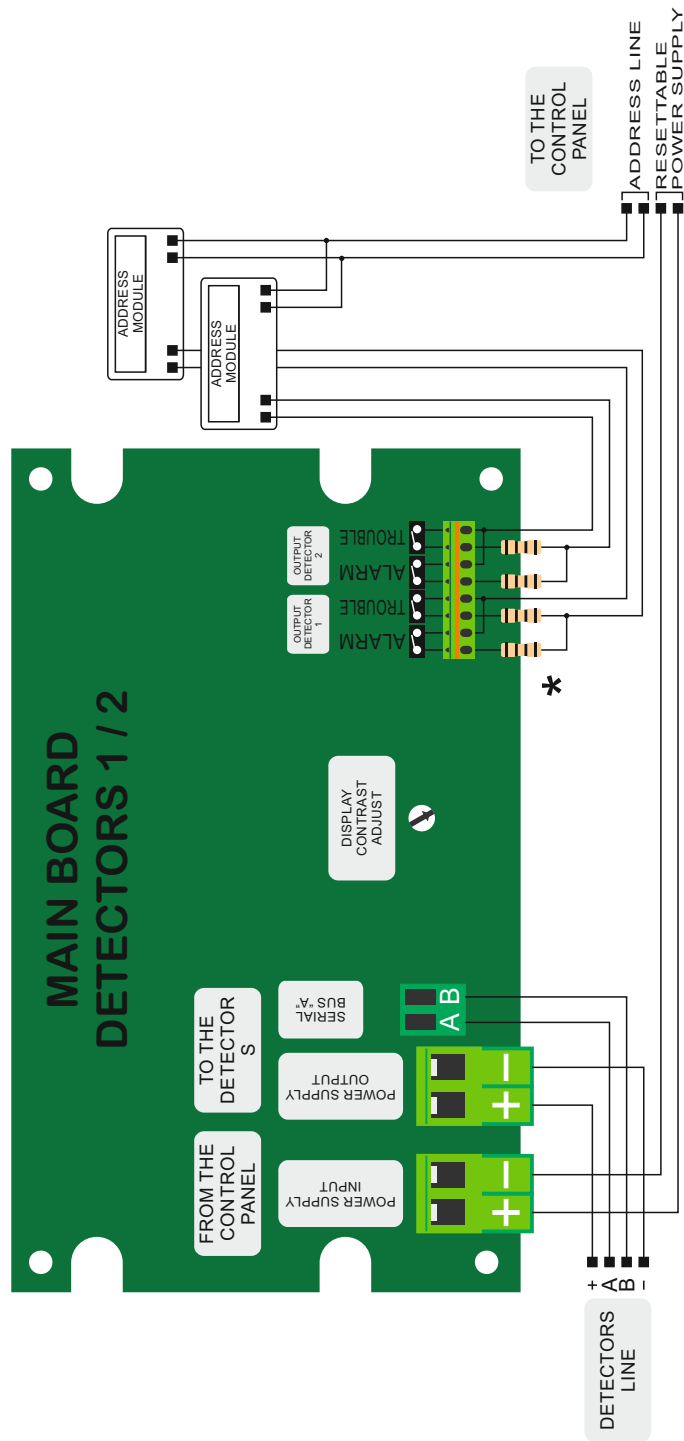 MAIN BOARD
DETECTORS 1 / 2
FROM THE
CONTROL
PANEL
TO THE
DETECTOR
S
POWER SUPPLY
INPUT
POWER SUPPLY
OUTPUT
SERIAL
BUS "A"
DISPLAY
CONTRAST
ADJUST
OUTPUT
DETECTOR
1
OUTPUT
DETECTOR
2
ALARM
TROUBLE
ALARM
TROUBLE
+
−
+
−
A
B
*
ADDRESS
MODULE
ADDRESS
MODULE
TO THE
CONTROL
PANEL
ADDRESS LINE
RESETTABLE
POWER SUPPLY
+
A
B
-
DETECTORS
LINE